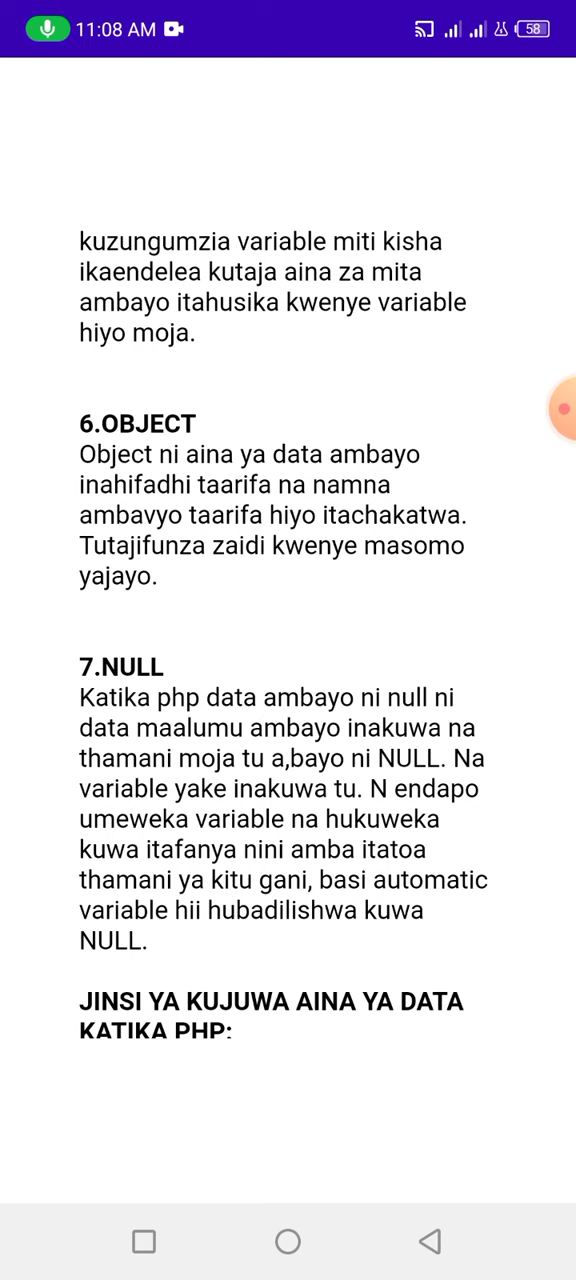 11:08 AM
58
kuzungumzia variable miti kisha
ikaendelea kutaja aina za mita
ambayo itahusika kwenye variable
hiyo moja.
6.OBJECT
Object ni aina ya data ambayo
inahifadhi taarifa na namna
ambavyo taarifa hiyo itachakatwa.
Tutajifunza zaidi kwenye masomo
yajayo.
7.NULL
Katika php data ambayo ni null ni
data maalumu ambayo inakuwa na
thamani moja tu a,bayo ni NULL. Na
variable yake inakuwa tu. N endapo
umeweka variable na hukuweka
kuwa itafanya nini amba itatoa
thamani ya kitu gani, basi automatic
variable hii hubadilishwa kuwa
NULL.
JINSI YA KUJUWA AINA YA DATA
KATIKA PHP: